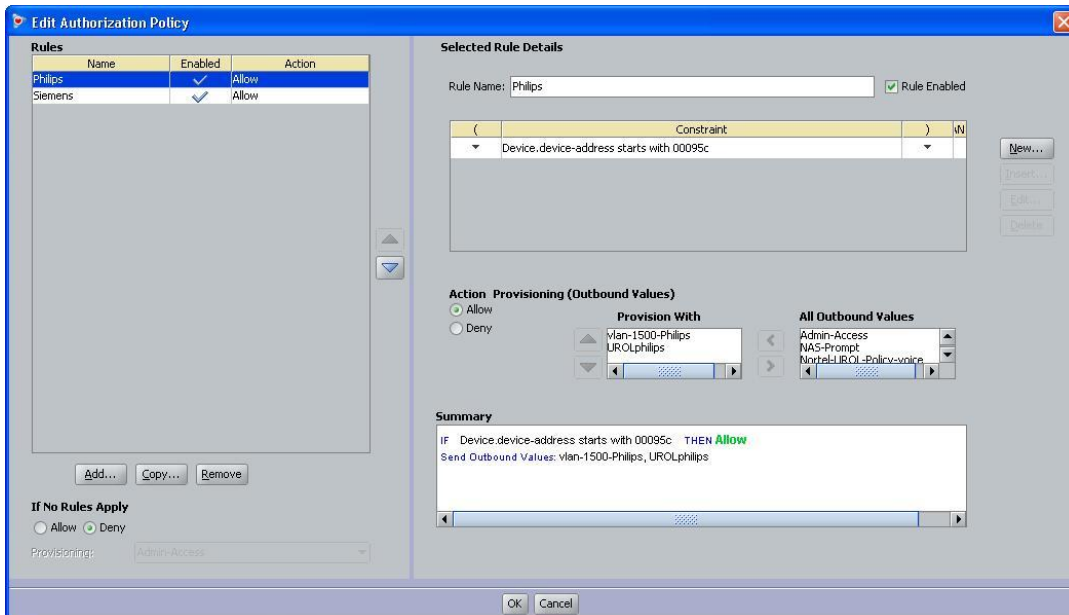 Edit Authorization Policy
Rules
Name Enabled Action
Philips Allow
Siemens Allow
Add... Copy... Remove
If No Rules Apply
Allow Deny
Provisioning: Admin-Access
Selected Rule Details
Rule Name: Philips Rule Enabled
( Constraint )
Device.device-address starts with 00095c
New...
Insert...
Edit...
Delete
Action Provisioning (Outbound Values)
Allow
Deny
Provision With
vlan-1500-Philips
UROLphilips
All Outbound Values
Admin-Access
NAS-Prompt
Nortel-UROL-Policy-voice
Summary
IF Device.device-address starts with 00095c THEN Allow
Send Outbound Values: vlan-1500-Philips, UROLphilips
OK Cancel